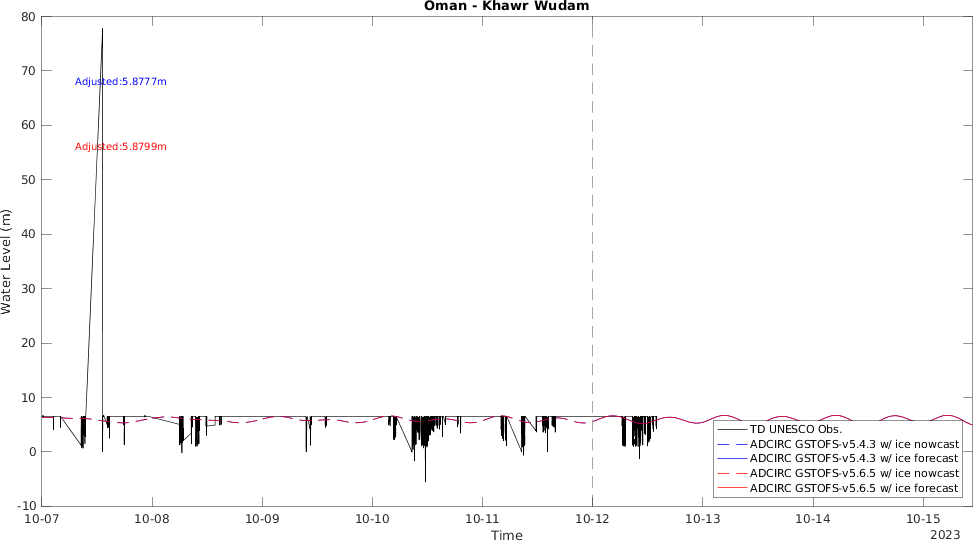 Oman - Khawr Wudam
80
70
60
50
40
30
20
10
0
-10
Water Level (m)
Adjusted:5.8777m
Adjusted:5.8799m
TD UNESCO Obs.
ADCIRC GSTOFS-v5.4.3 w/ ice nowcast
ADCIRC GSTOFS-v5.4.3 w/ ice forecast
ADCIRC GSTOFS-v5.6.5 w/ ice nowcast
ADCIRC GSTOFS-v5.6.5 w/ ice forecast
10-07 10-08 10-09 10-10 10-11 10-12 10-13 10-14 10-15
Time
2023